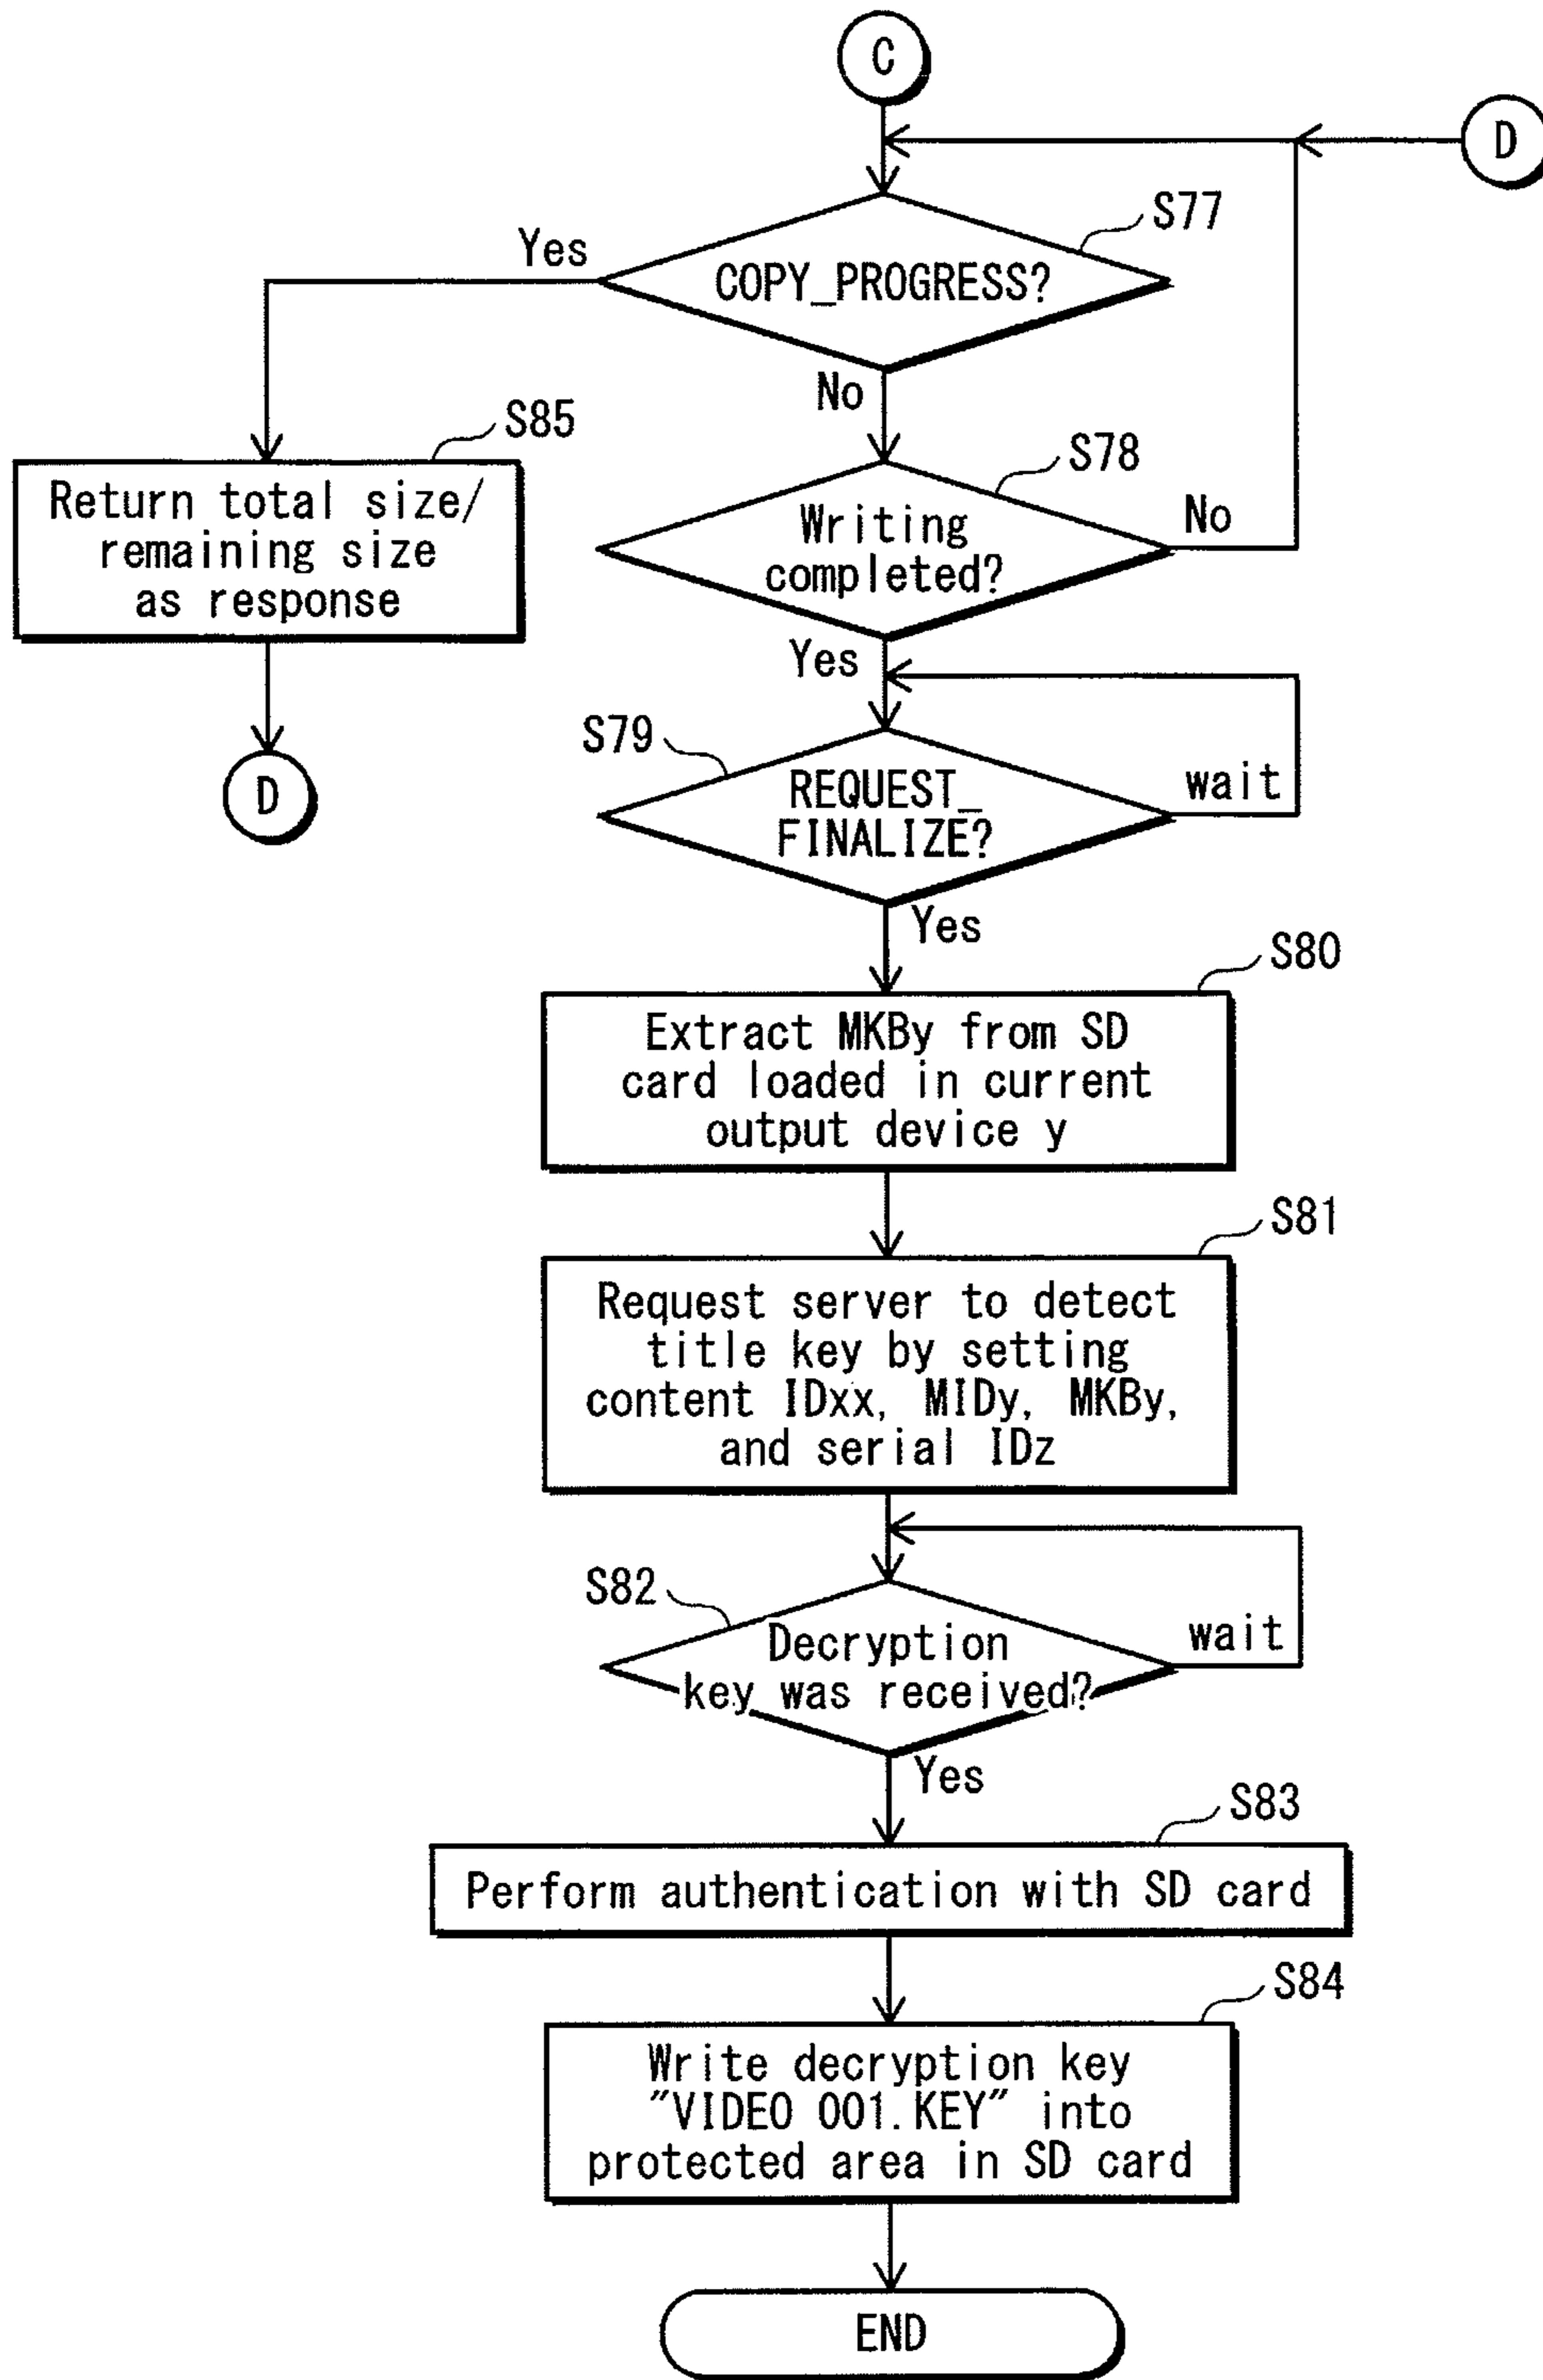 C
D
S77
Yes
COPY_PROGRESS?
No
S85
S78
Return total size/
remaining size
as response
Writing
completed?
No
Yes
D
S79
REQUEST_
FINALIZE?
wait
Yes
S80
Extract MKBy from SD
card loaded in current
output device y
S81
Request server to detect
title key by setting
content IDxx, MIDy, MKBy,
and serial IDz
S82
Decryption
key was received?
wait
Yes
S83
Perform authentication with SD card
S84
Write decryption key
"VIDEO 001.KEY" into
protected area in SD card
END